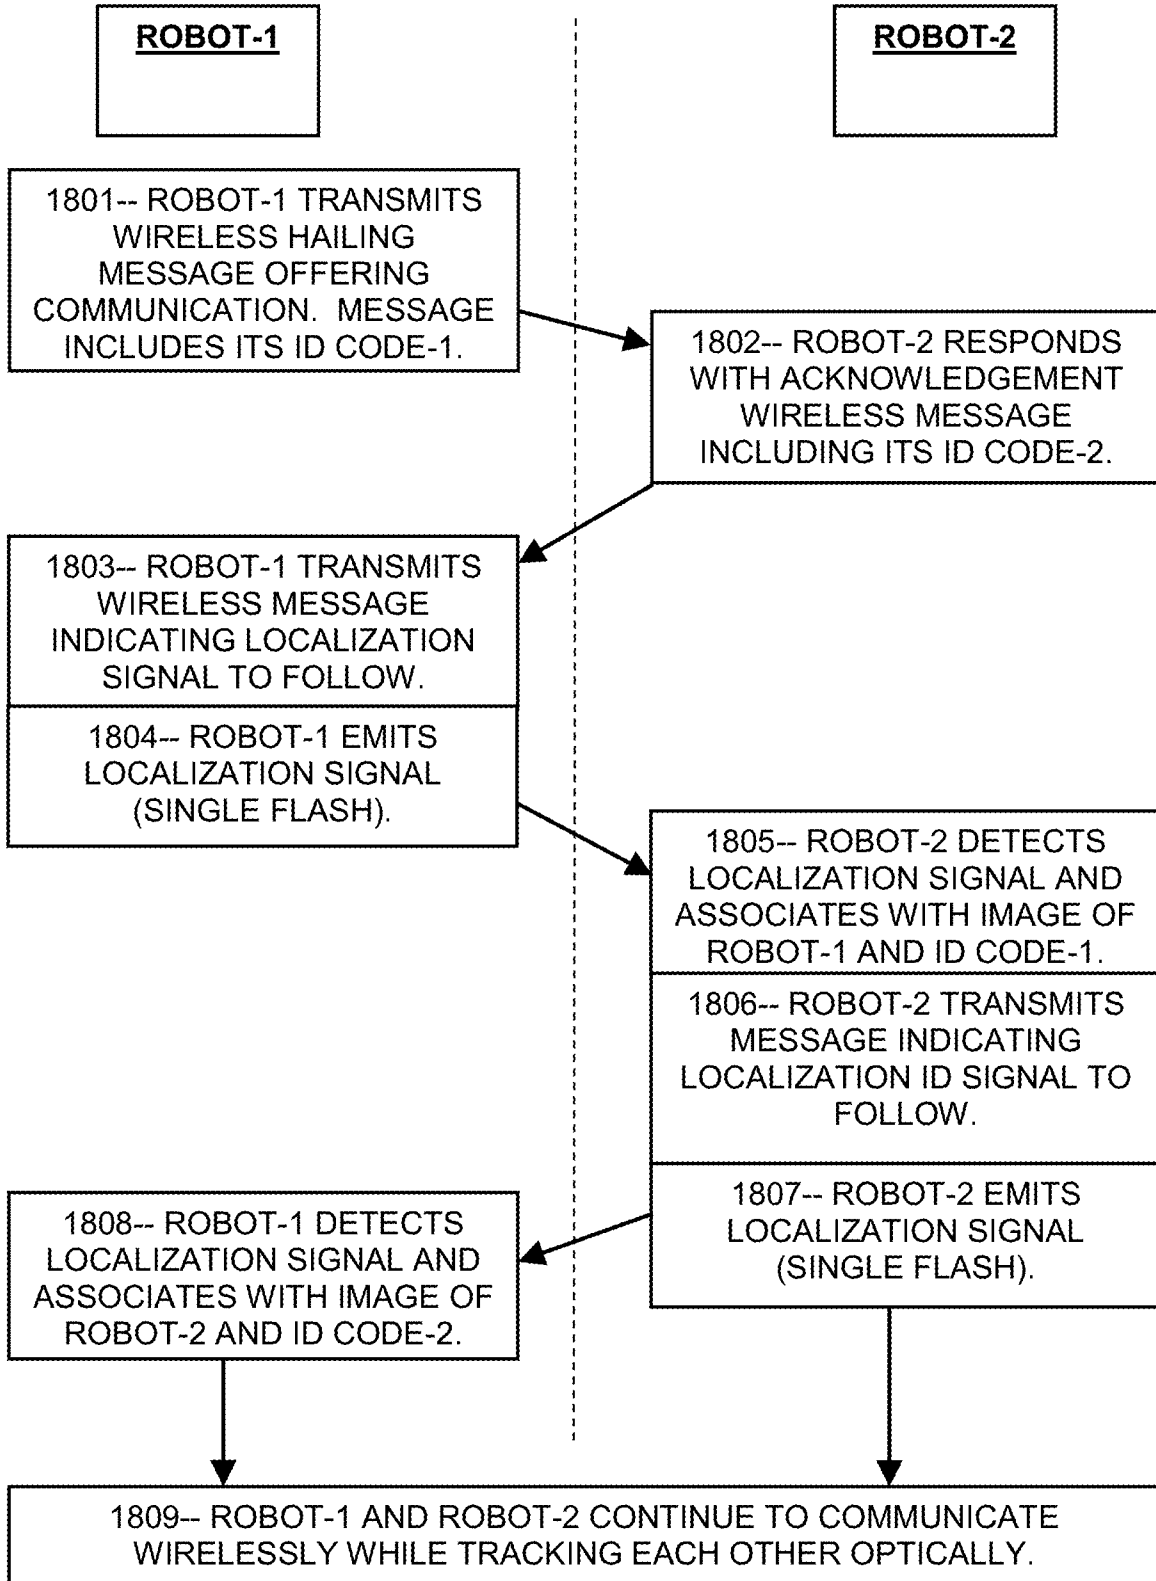 ROBOT-1
ROBOT-2
1801-- ROBOT-1 TRANSMITS
WIRELESS HAILING
MESSAGE OFFERING
COMMUNICATION. MESSAGE
INCLUDES ITS ID CODE-1.
1802-- ROBOT-2 RESPONDS
WITH ACKNOWLEDGEMENT
WIRELESS MESSAGE
INCLUDING ITS ID CODE-2.
1803-- ROBOT-1 TRANSMITS
WIRELESS MESSAGE
INDICATING LOCALIZATION
SIGNAL TO FOLLOW.
1804-- ROBOT-1 EMITS
LOCALIZATION SIGNAL
(SINGLE FLASH).
1805-- ROBOT-2 DETECTS
LOCALIZATION SIGNAL AND
ASSOCIATES WITH IMAGE OF
ROBOT-1 AND ID CODE-1.
1806-- ROBOT-2 TRANSMITS
MESSAGE INDICATING
LOCALIZATION ID SIGNAL TO
FOLLOW.
1807-- ROBOT-2 EMITS
LOCALIZATION SIGNAL
(SINGLE FLASH).
1808-- ROBOT-1 DETECTS
LOCALIZATION SIGNAL AND
ASSOCIATES WITH IMAGE OF
ROBOT-2 AND ID CODE-2.
1809-- ROBOT-1 AND ROBOT-2 CONTINUE TO COMMUNICATE
WIRELESSLY WHILE TRACKING EACH OTHER OPTICALLY.